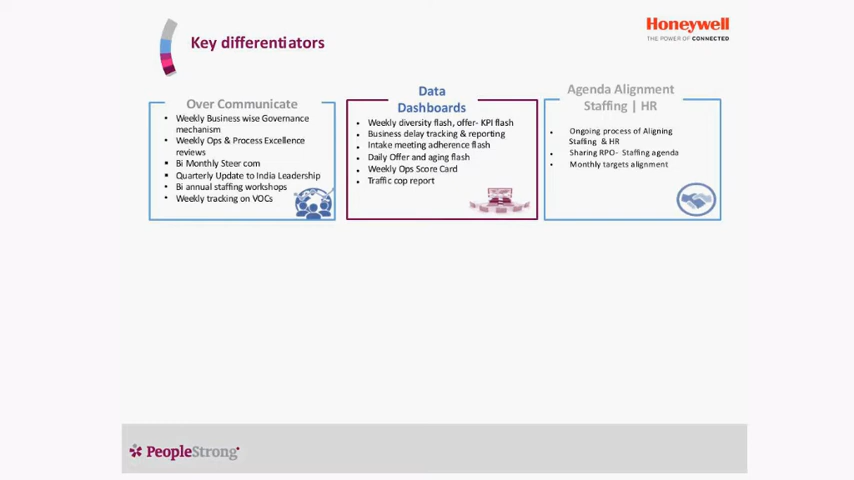 Key differentiators
Honeywell
THE POWER OF CONNECTED
Over Communicate
• Weekly Business wise Governance
mechanism
• Weekly Ops & Process Excellence
reviews
▪ Bi Monthly Steer com
▪ Quarterly Update to India Leadership
• Bi annual staffing workshops
• Weekly tracking on VOCs
Data
Dashboards
• Weekly diversity flash, offer- KPI flash
• Business delay tracking & reporting
• Intake meeting adherence flash
• Daily Offer and aging flash
• Weekly Ops Score Card
• Traffic cop report
Agenda Alignment
Staffing | HR
• Ongoing process of Aligning
Staffing & HR
• Sharing RPO- Staffing agenda
• Monthly targets alignment
PeopleStrong